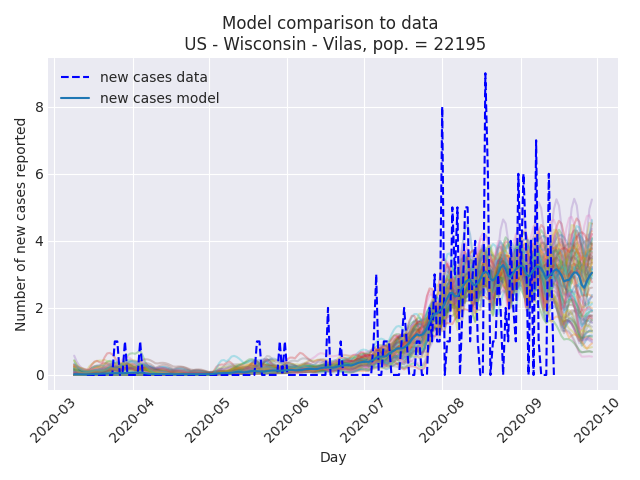 Model comparison to data
US - Wisconsin - Vilas, pop. = 22195
new cases data
new cases model
Number of new cases reported
8
6
4
2
0
2020-03
2020-04
2020-05
2020-06
2020-07
2020-08
2020-09
2020-10
Day